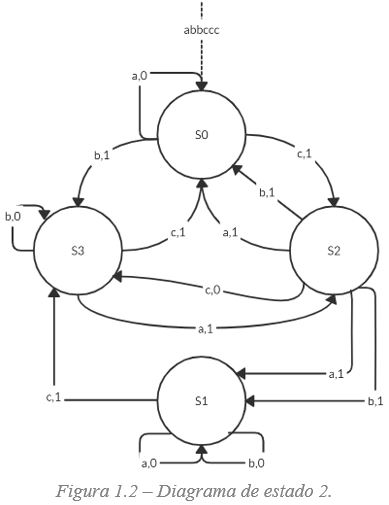 abbccc
a,0
S0
b,1
c,1
b,1
b,0
c,1
a,1
S3
S2
c,0
a,1
a,1
c,1
S1
b,1
a,0
b,0
Figura 1.2 – Diagrama de estado 2.